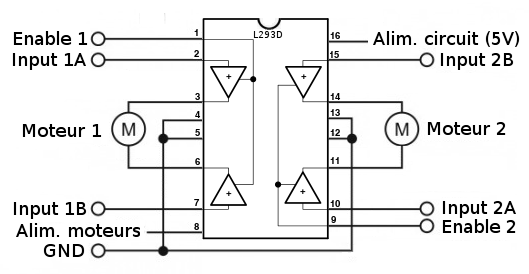 L293D
Enable 1
1
16
Alim. circuit (5V)
Input 1A
2
15
Input 2B
+
+
3
14
Moteur 1
M
4
13
M
Moteur 2
5
12
6
11
+
+
Input 1B
7
10
Input 2A
Alim. moteurs
8
9
Enable 2
GND